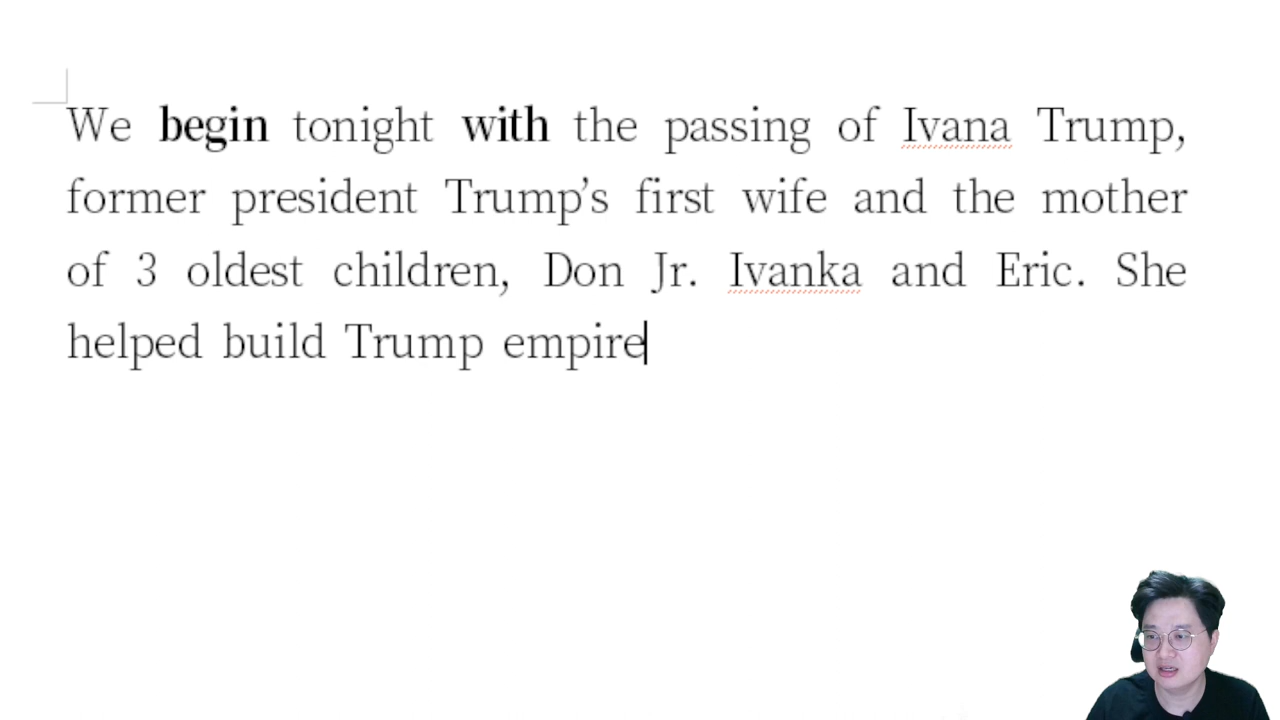 We begin tonight with the passing of Ivana Trump,
former president Trump’s first wife and the mother
of 3 oldest children, Don Jr. Ivanka and Eric. She
helped build Trump empire